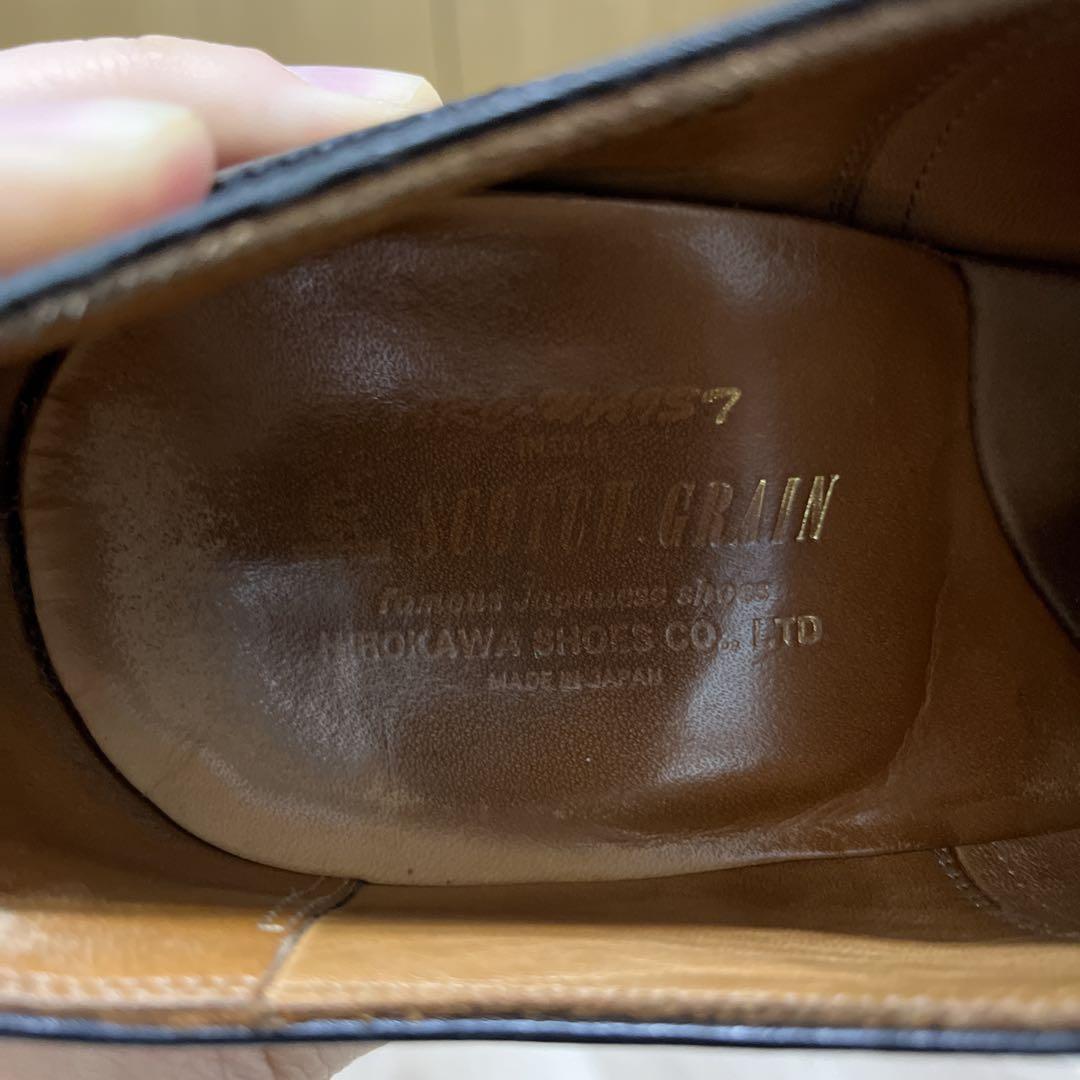 SCOTCH GRAIN
famous Japanese shoes
HIROKAWA SHOES CO., LTD
MADE IN JAPAN